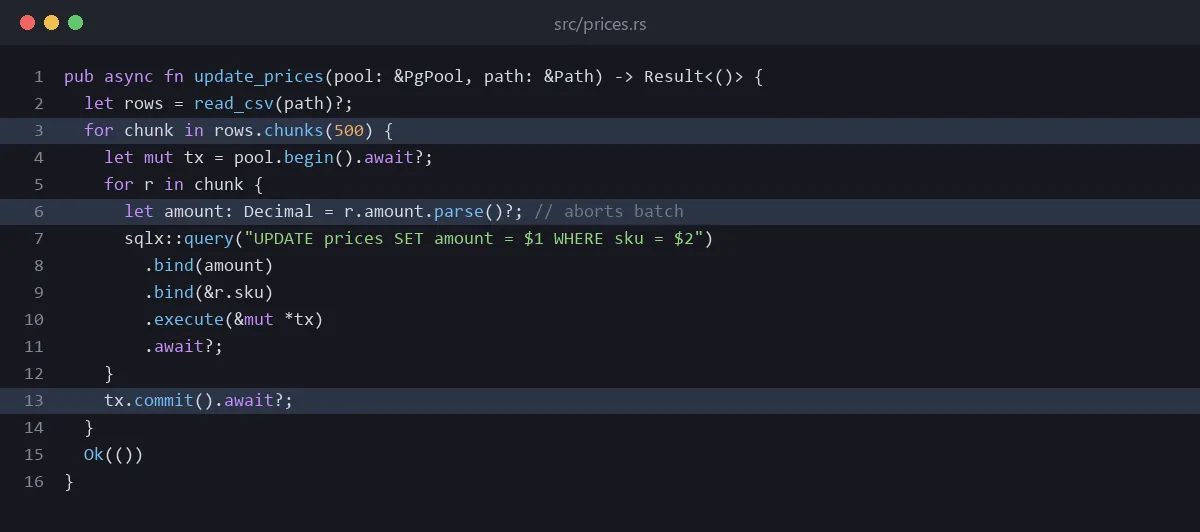 src/prices.rs
1 pub async fn update_prices(pool: &PgPool, path: &Path) -> Result<()> {
2   let rows = read_csv(path)?;
3   for chunk in rows.chunks(500) {
4     let mut tx = pool.begin().await?;
5     for r in chunk {
6       let amount: Decimal = r.amount.parse()?; // aborts batch
7       sqlx::query("UPDATE prices SET amount = $1 WHERE sku = $2")
8         .bind(amount)
9         .bind(&r.sku)
10         .execute(&mut *tx)
11         .await?;
12     }
13     tx.commit().await?;
14   }
15   Ok(())
16 }